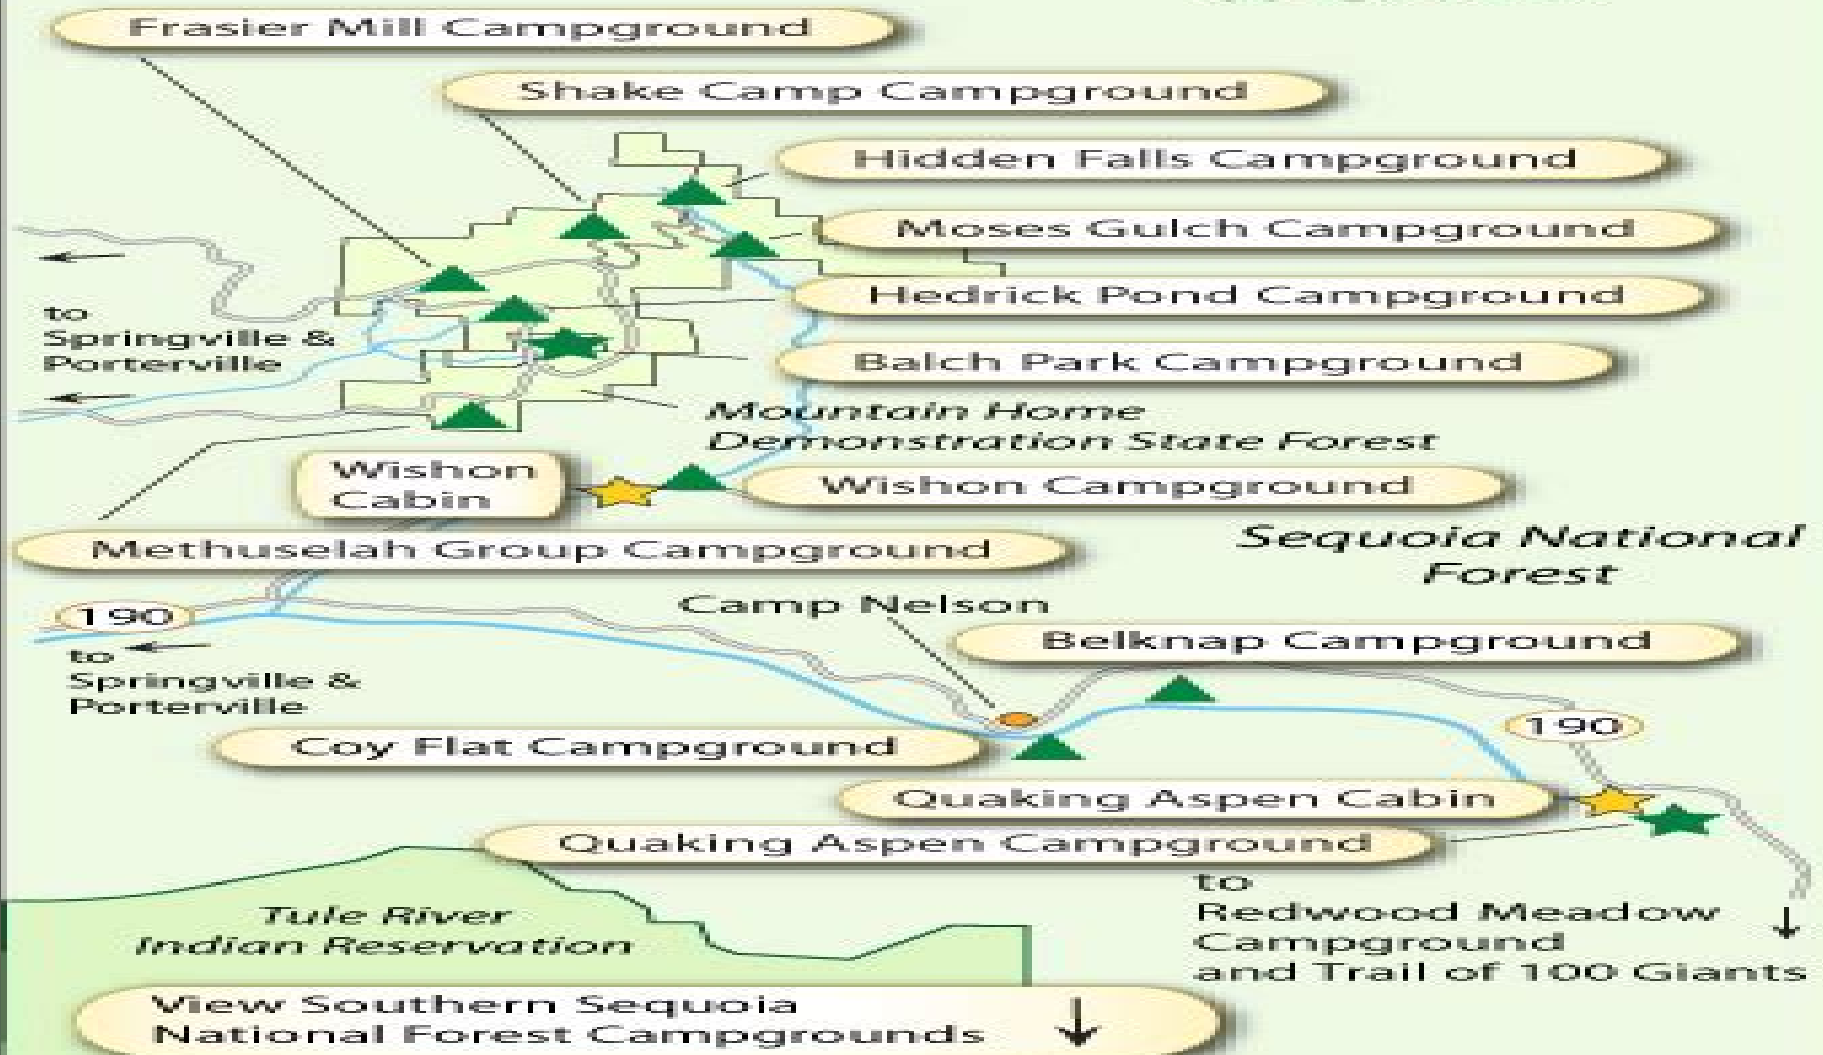 Frasier Mill Campground
Shake Camp Campground
Hidden Falls Campground
Moses Gulch Campground
Hedrick Pond Campground
to
Springville &
Porterville
Balch Park Campground
Mountain Home
Demonstration State Forest
Wishon
Cabin
Wishon Campground
Sequoia National
Forest
Methuselah Group Campground
190
Camp Nelson
to
Springville &
Porterville
Belknap Campground
190
Coy Flat Campground
Quaking Aspen Cabin
Quaking Aspen Campground
to
Redwood Meadow
Campground
and Trail of 100 Giants
Tule River
Indian Reservation
View Southern Sequoia
National Forest Campgrounds